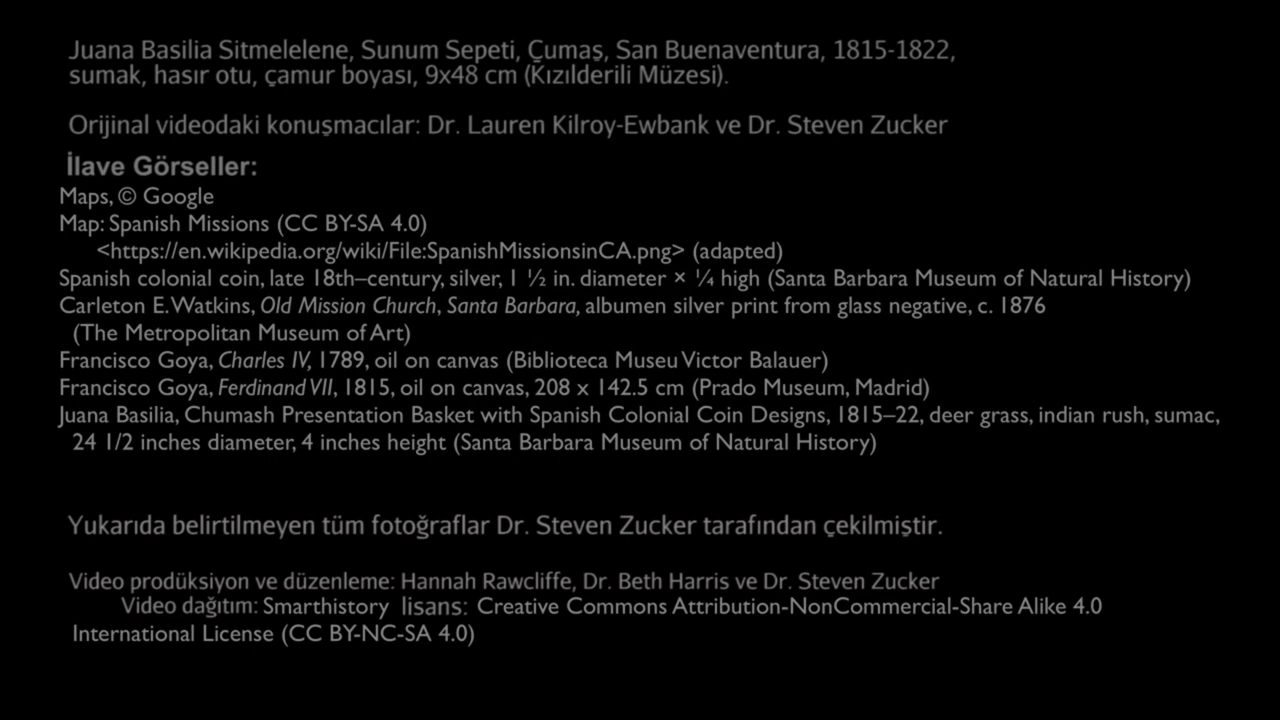 Juana Basilia Sitmelelene, Sunum Sepeti, Çumaş, San Buenaventura, 1815-1822,
sumak, hasır otu, çamur boyası, 9x48 cm (Kızılderili Müzesi).
Orijinal videodaki konuşmacılar: Dr. Lauren Kilroy-Ewbank ve Dr. Steven Zucker
İlave Görseller:
Maps, © Google
Map: Spanish Missions (CC BY-SA 4.0)
<https://en.wikipedia.org/wiki/File:SpanishMissionsinCA.png> (adapted)
Spanish colonial coin, late 18th–century, silver, 1 ½ in. diameter × ¼ high (Santa Barbara Museum of Natural History)
Carleton E. Watkins, Old Mission Church, Santa Barbara, albumen silver print from glass negative, c. 1876
(The Metropolitan Museum of Art)
Francisco Goya, Charles IV, 1789, oil on canvas (Biblioteca Museu Victor Balauer)
Francisco Goya, Ferdinand VII, 1815, oil on canvas, 208 x 142.5 cm (Prado Museum, Madrid)
Juana Basilia, Chumash Presentation Basket with Spanish Colonial Coin Designs, 1815–22, deer grass, indian rush, sumac,
24 1/2 inches diameter, 4 inches height (Santa Barbara Museum of Natural History)
Yukarıda belirtilmeyen tüm fotoğraflar Dr. Steven Zucker tarafından çekilmiştir.
Video prodüksiyon ve düzenleme: Hannah Rawcliffe, Dr. Beth Harris ve Dr. Steven Zucker
Video dağıtım: Smarthistory lisans: Creative Commons Attribution-NonCommercial-Share Alike 4.0
International License (CC BY-NC-SA 4.0)